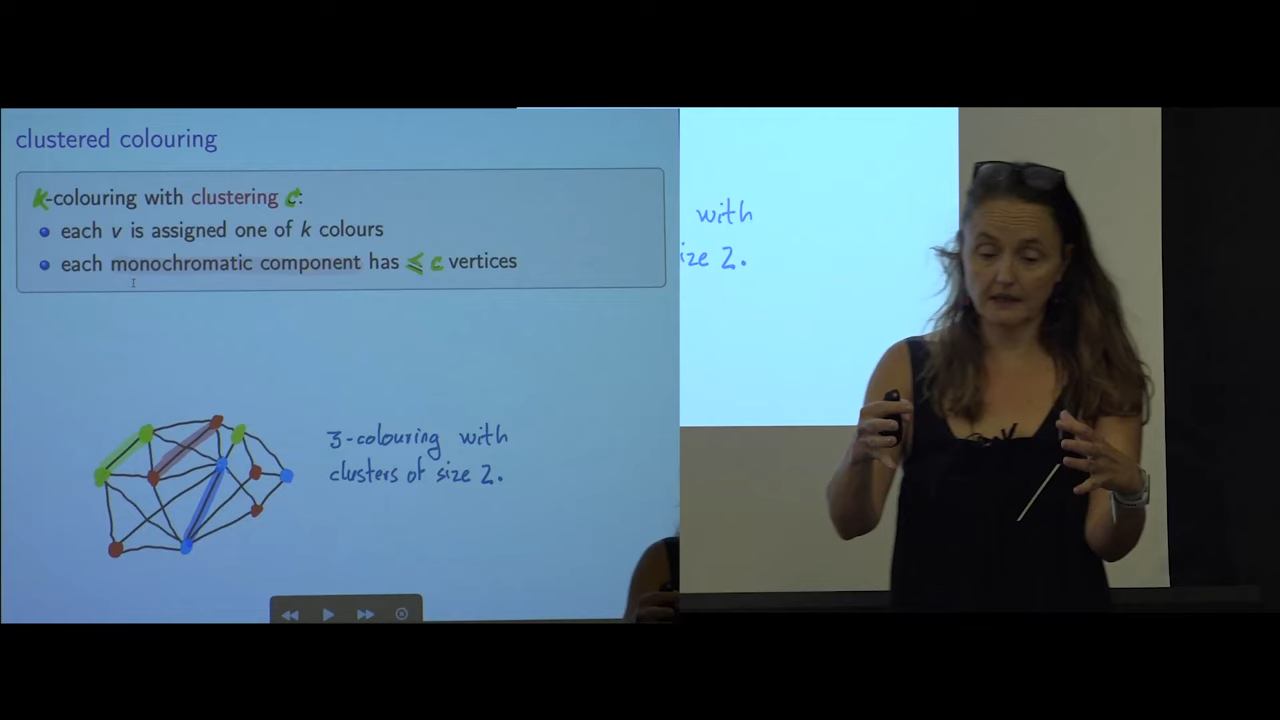 clustered colouring
k-colouring with clustering c:
each v is assigned one of k colours
each monochromatic component has ⩽ c vertices
3-colouring with
clusters of size 2.
with
ize 2.